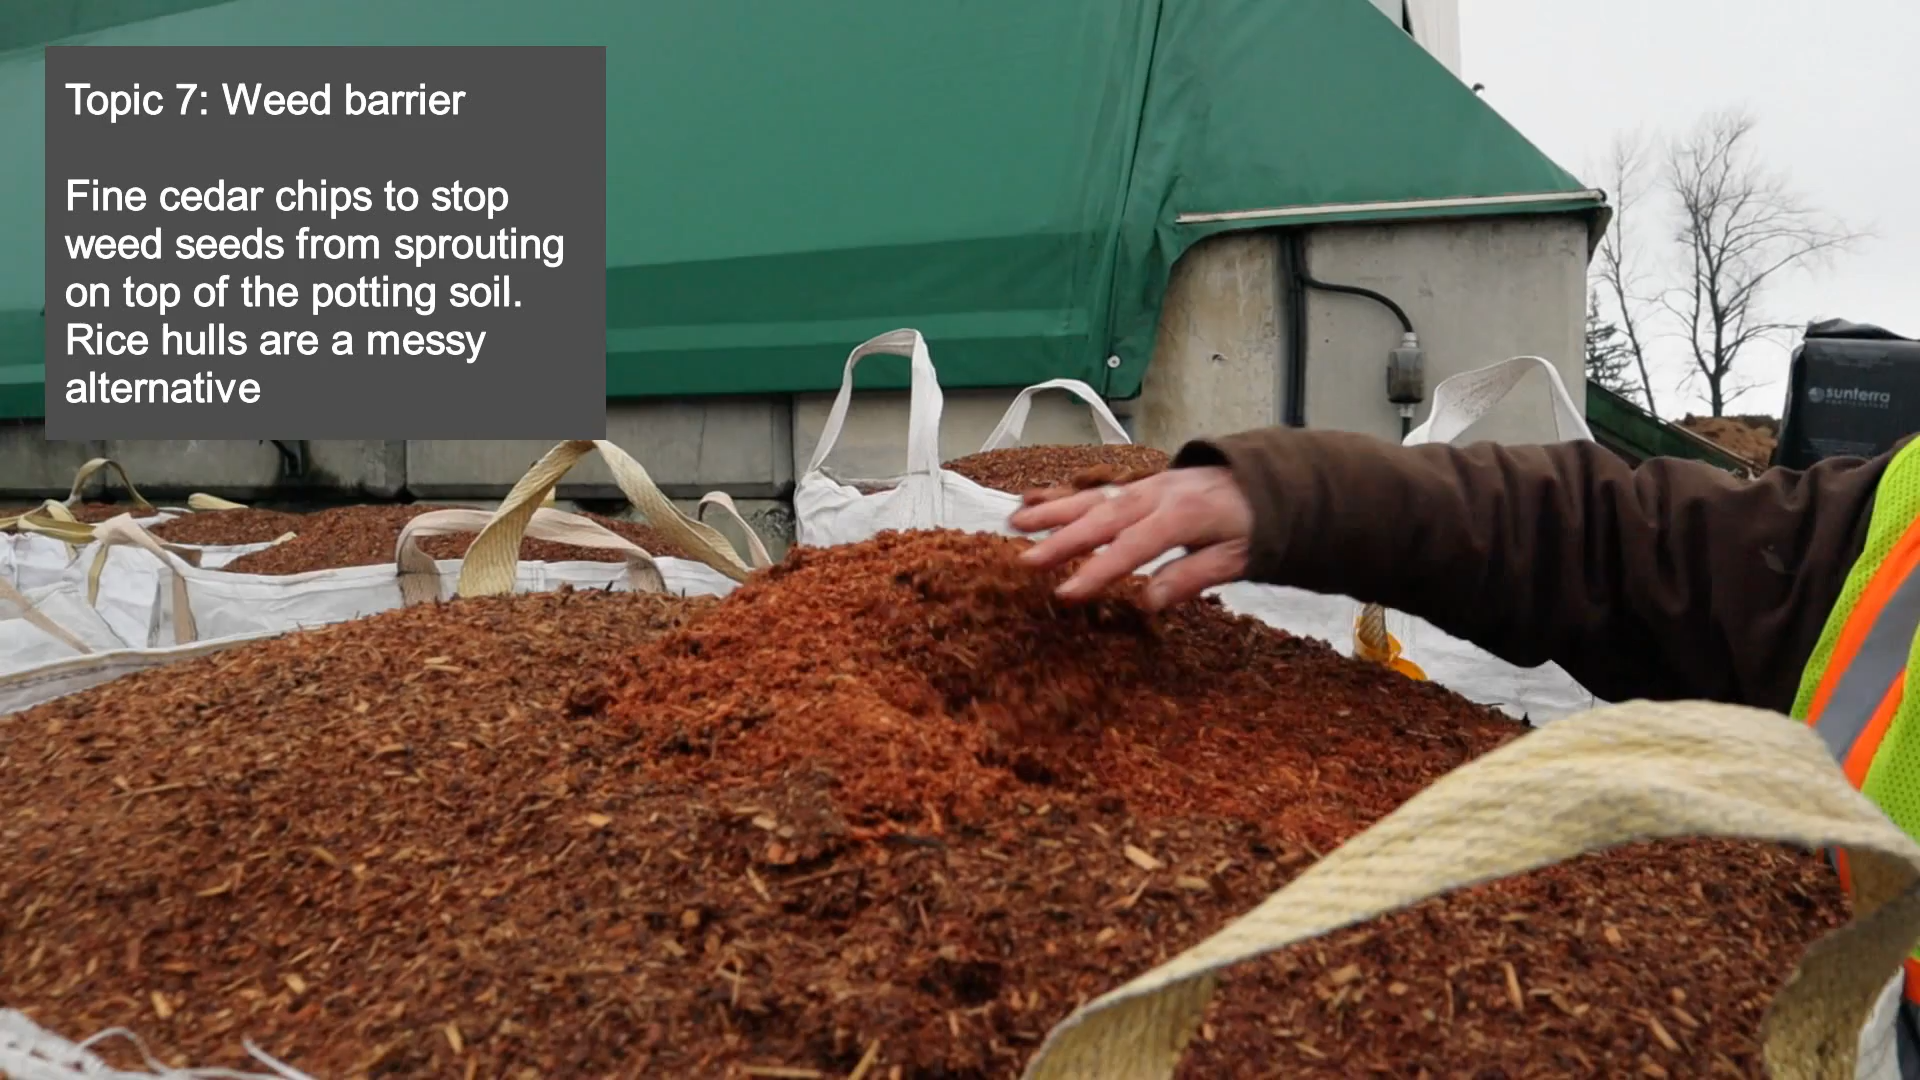 Topic 7: Weed barrier
Fine cedar chips to stop
weed seeds from sprouting
on top of the potting soil.
Rice hulls are a messy
alternative
sunterra